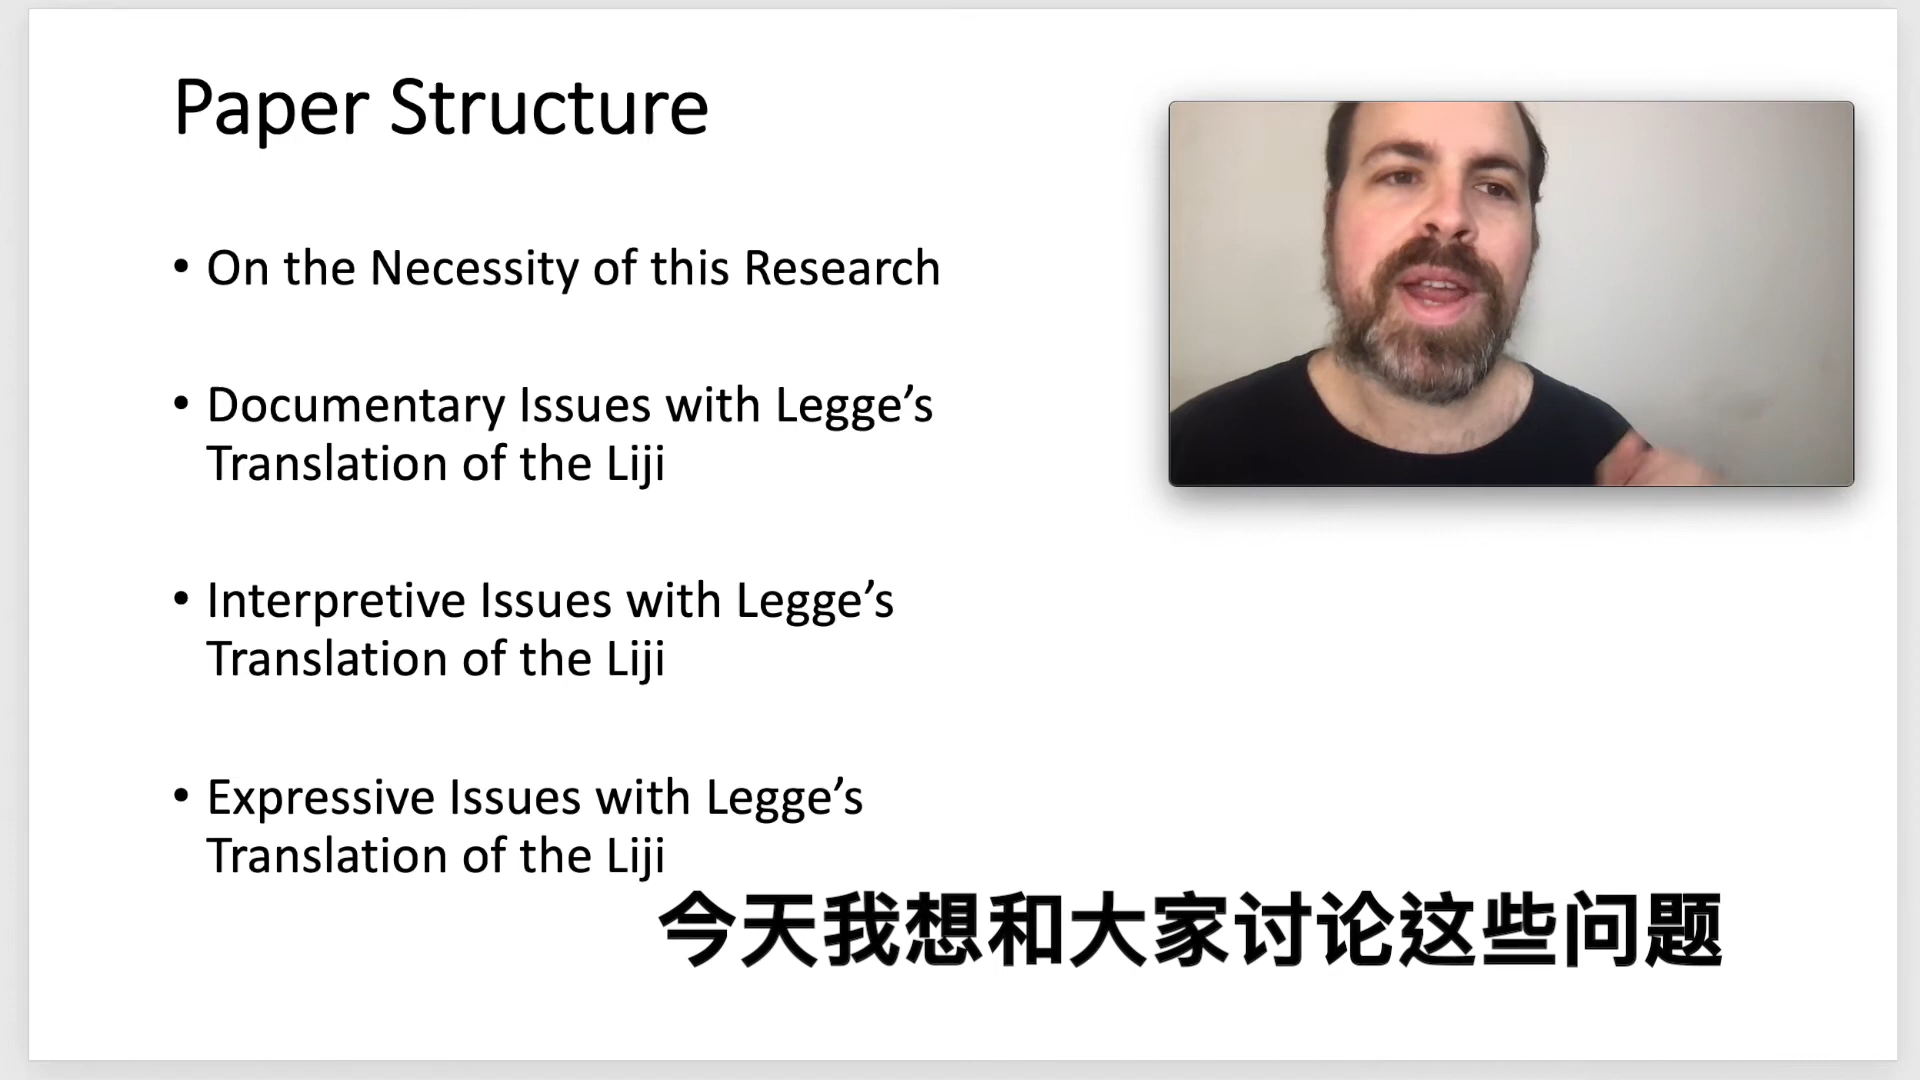 Paper Structure
• On the Necessity of this Research
• Documentary Issues with Legge’s
Translation of the Liji
• Interpretive Issues with Legge’s
Translation of the Liji
• Expressive Issues with Legge’s
Translation of the Liji
今天我想和大家讨论这些问题